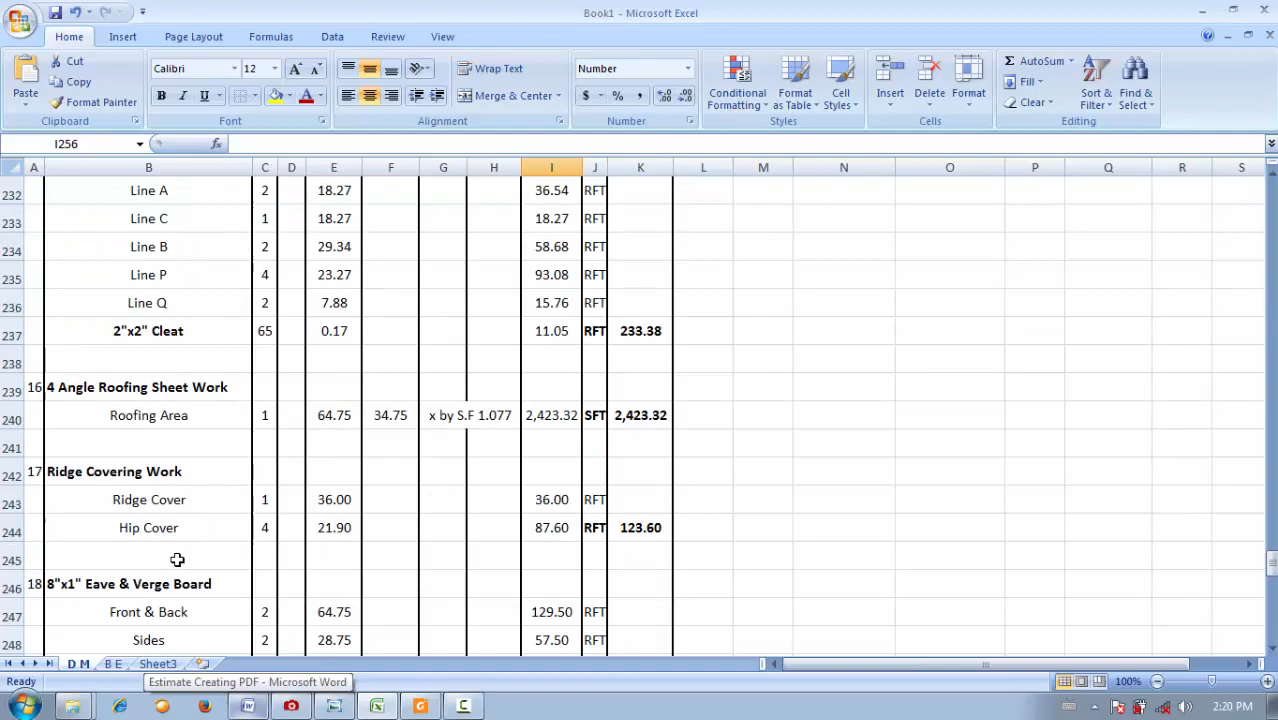 Book1 - Microsoft Excel
Home Insert Page Layout Formulas Data Review View
Paste Cut Copy Format Painter
Calibri 12 A A
B I U A
Wrap Text
Merge & Center
Number
$ % ,
Conditional Formatting Format as Table Cell Styles
Insert Delete Format
Σ AutoSum Fill Clear
Sort & Filter Find & Select
Clipboard Font Alignment Number Styles Cells Editing
I256 fx
A B C D E F G H I J K L M N O P Q R S
232 Line A 2 18.27 36.54 RFT
233 Line C 1 18.27 18.27 RFT
234 Line B 2 29.34 58.68 RFT
235 Line P 4 23.27 93.08 RFT
236 Line Q 2 7.88 15.76 RFT
237 2"x2" Cleat 65 0.17 11.05 RFT 233.38
238
239 16 4 Angle Roofing Sheet Work
240 Roofing Area 1 64.75 34.75 x by S.F 1.077 2,423.32 SFT 2,423.32
241
242 17 Ridge Covering Work
243 Ridge Cover 1 36.00 36.00 RFT
244 Hip Cover 4 21.90 87.60 RFT 123.60
245
246 18 8"x1" Eave & Verge Board
247 Front & Back 2 64.75 129.50 RFT
248 Sides 2 28.75 57.50 RFT
D M B E Sheet3
Ready Estimate Creating PDF - Microsoft Word 100%
2:20 PM